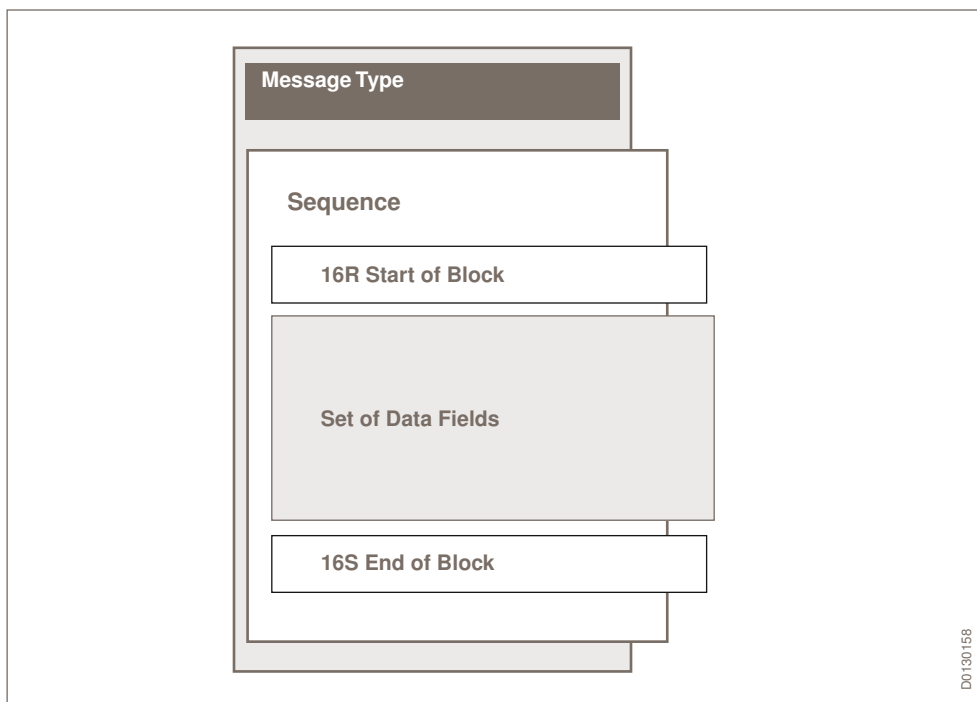 Message Type
Sequence
16R Start of Block
Set of Data Fields
16S End of Block
D0130158